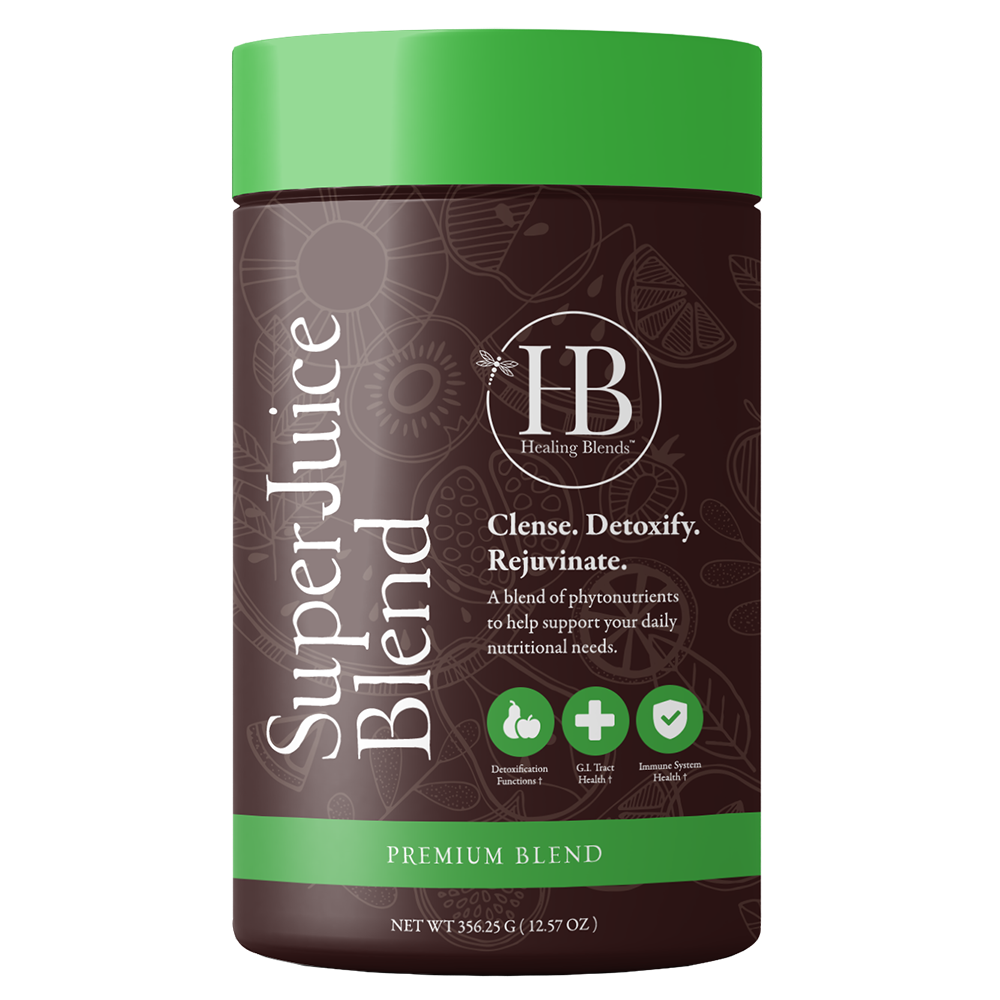 Super Juice
Blend
HB
Healing Blends™
Clense. Detoxify.
Rejuvinate.
A blend of phytonutrients
to help support your daily
nutritional needs.
Detoxification
Functions †
G.I. Tract
Health †
Immune System
Health †
PREMIUM BLEND
NET WT 356.25 G ( 12.57 OZ )